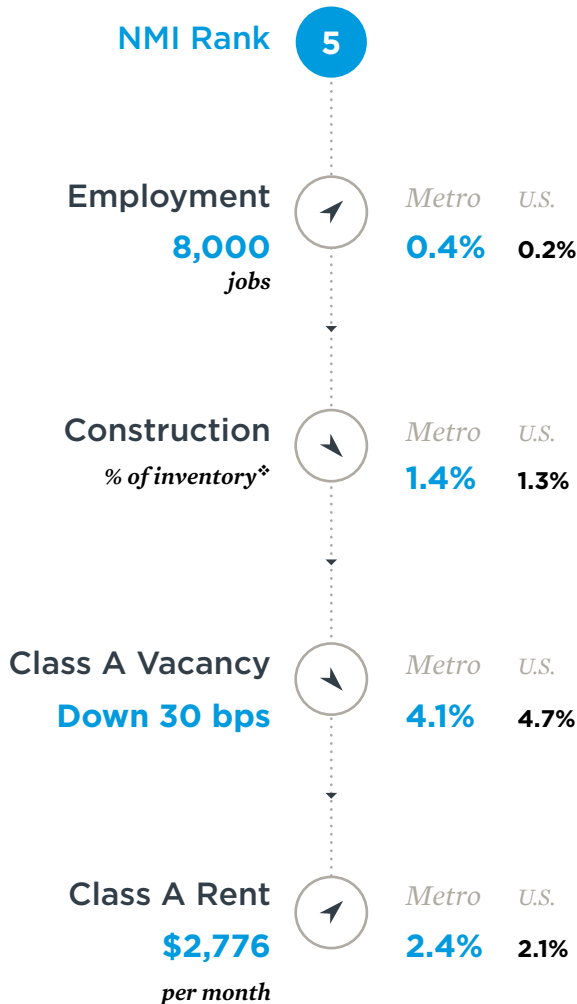 NMI Rank 5
Employment Metro U.S.
8,000 0.4% 0.2%
jobs
Construction Metro U.S.
% of inventory❖ 1.4% 1.3%
Class A Vacancy Metro U.S.
Down 30 bps 4.1% 4.7%
Class A Rent Metro U.S.
$2,776 2.4% 2.1%
per month